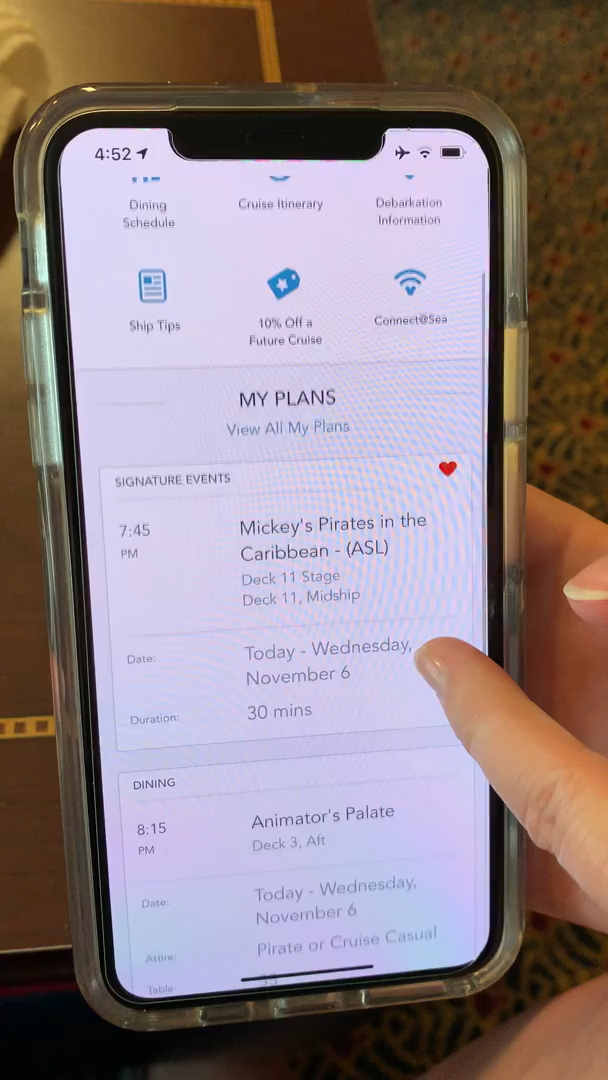 4:52
Dining
Schedule
Cruise Itinerary
Debarkation
Information
Ship Tips
10% Off a
Future Cruise
Connect@Sea
MY PLANS
View All My Plans
SIGNATURE EVENTS
7:45
PM
Mickey's Pirates in the
Caribbean - (ASL)
Deck 11 Stage
Deck 11, Midship
Date:
Today - Wednesday,
November 6
Duration:
30 mins
DINING
8:15
PM
Animator's Palate
Deck 3, Aft
Date:
Today - Wednesday,
November 6
Attire:
Pirate or Cruise Casual
Table